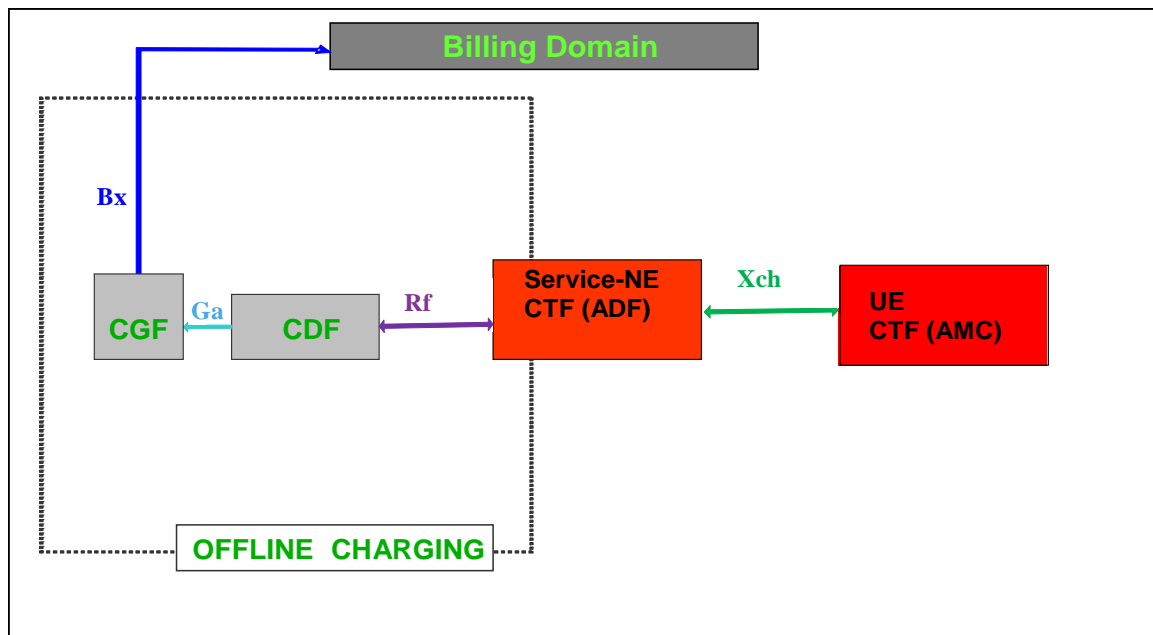 Billing Domain
Bx
Service-NE
CTF (ADF)
Xch
UE
CTF (AMC)
Ga
Rf
CGF
CDF
OFFLINE CHARGING